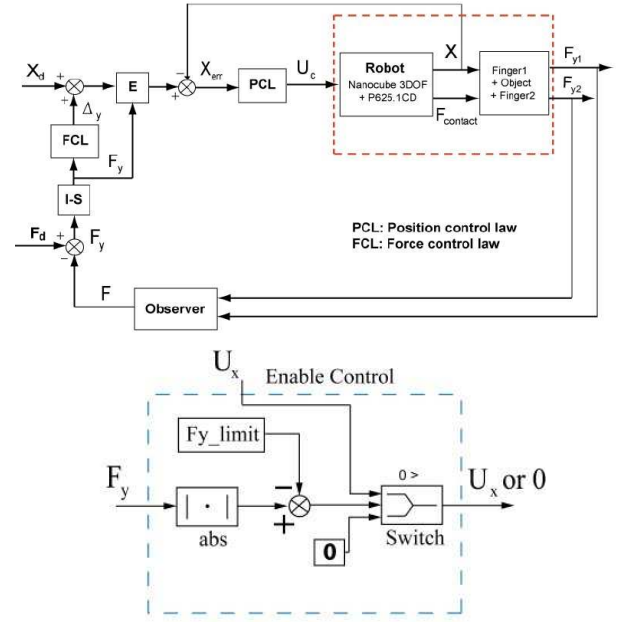 X
F_y1
X_d
+
+
E
−
+
X_err
PCL
U_c
Robot
Nanocube 3DOF
+ P625.1CD
Finger1
+ Object
+ Finger2
F_y2
Δ_y
F_contact
FCL
F_y
I-S
PCL: Position control law
FCL: Force control law
F_d
+
−
F_y
F
Observer
U_x
Enable Control
Fy_limit
F_y
| · |
abs
−
+
0 >
Switch
0
U_x or 0